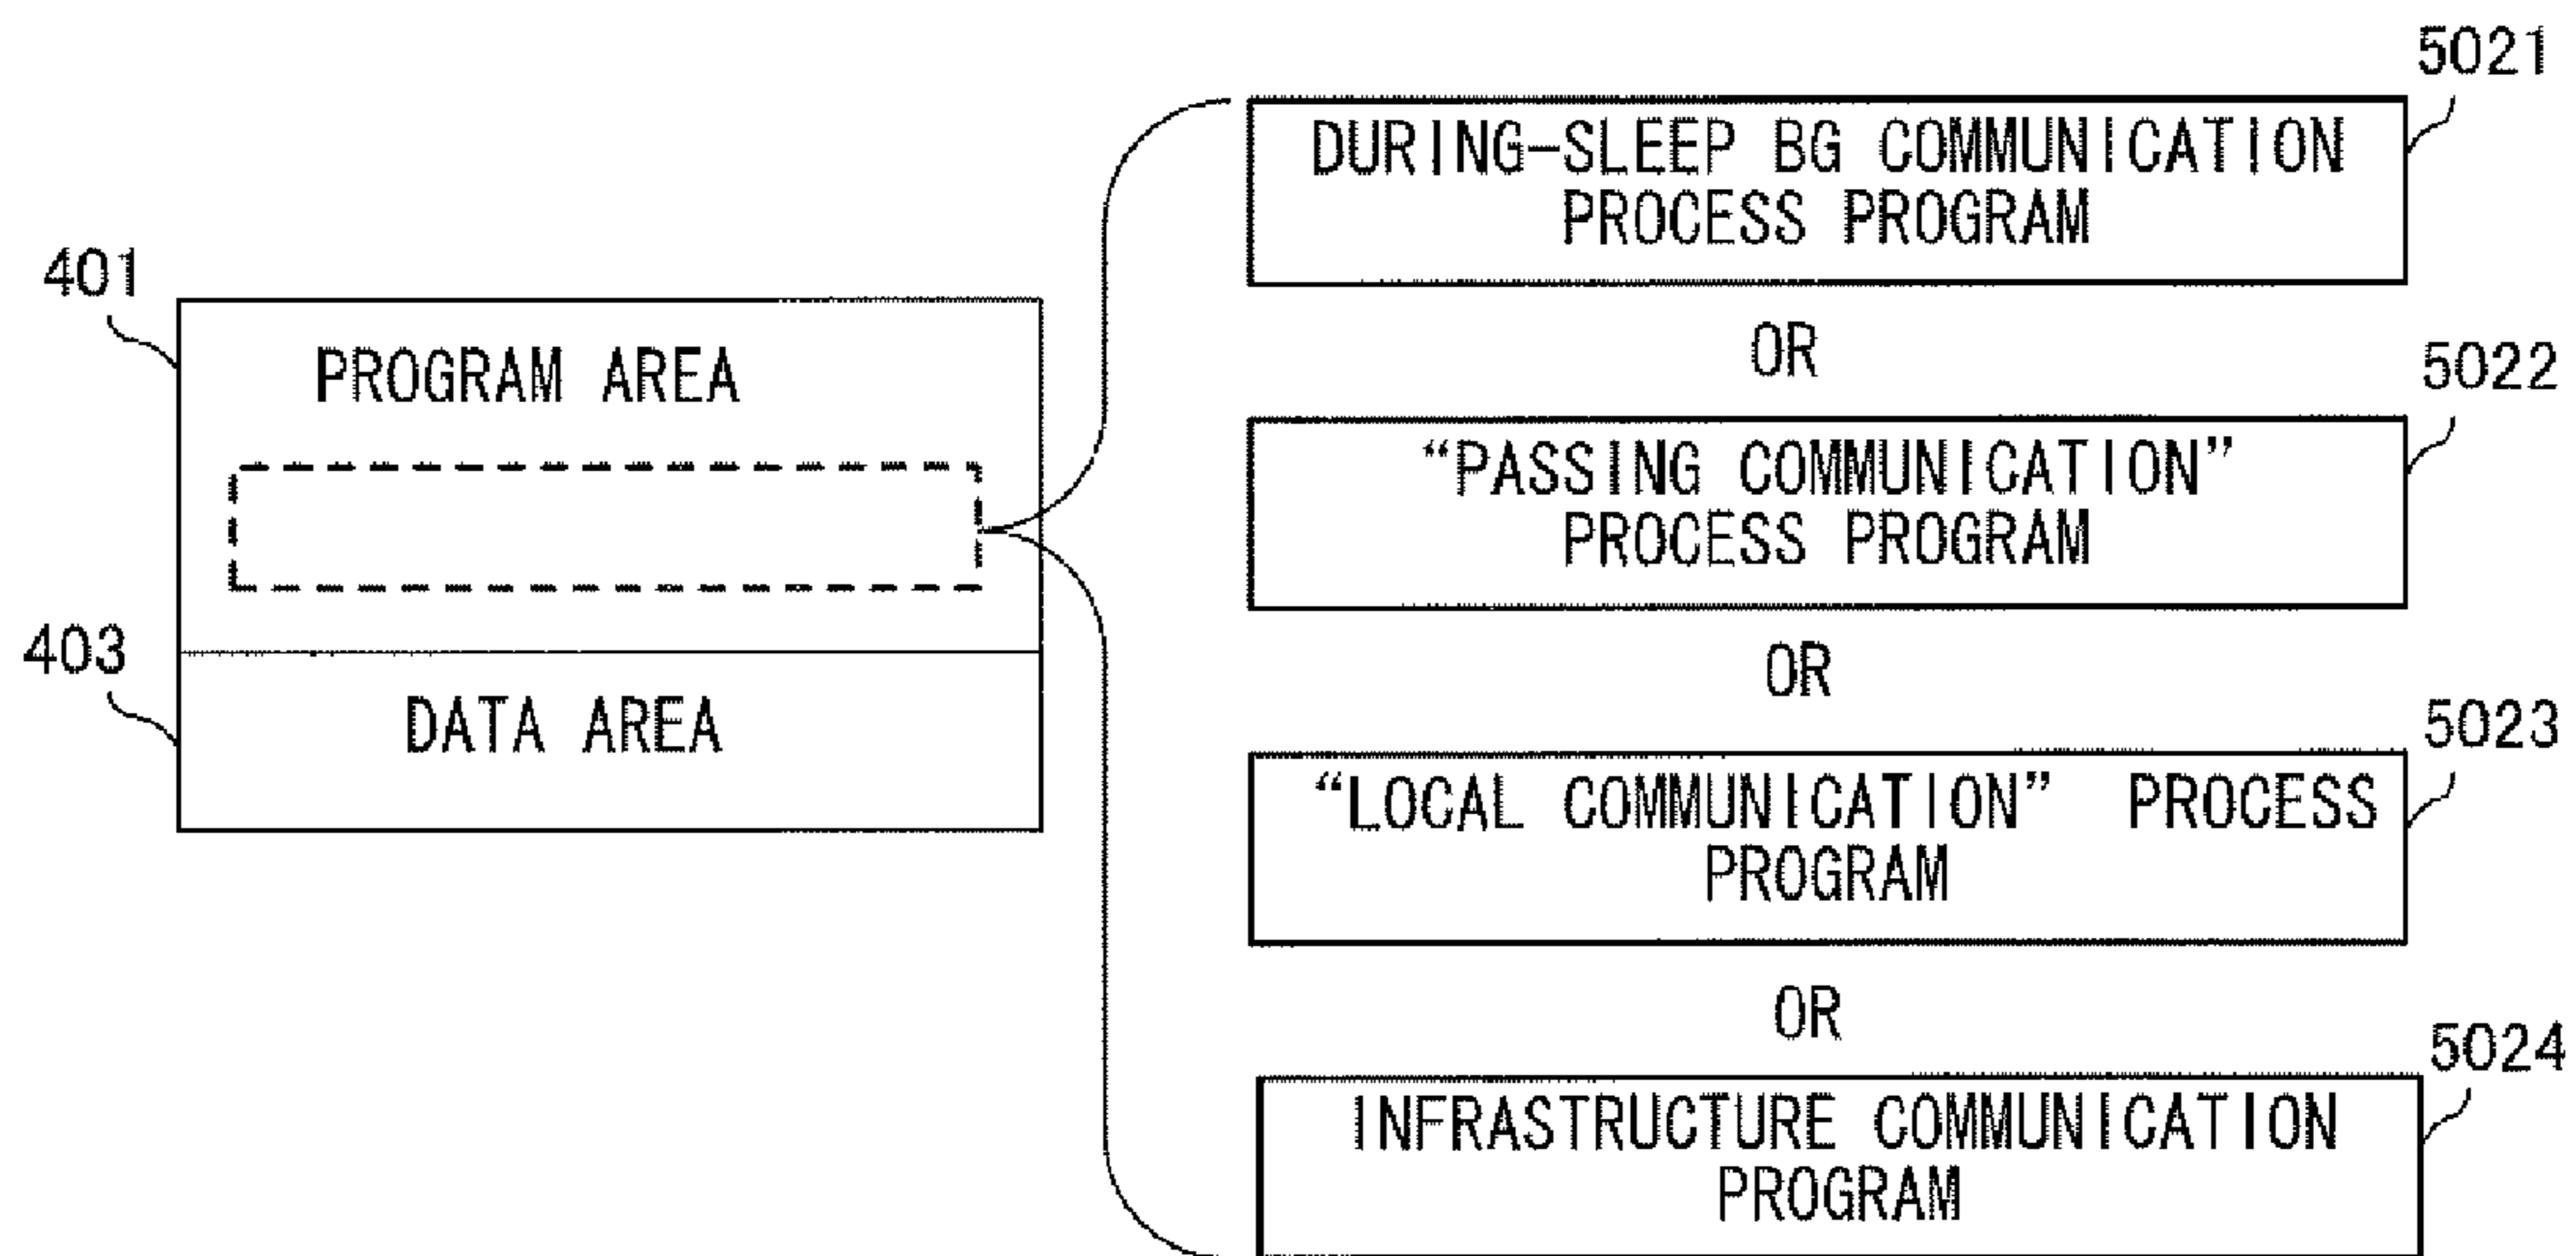 401
PROGRAM AREA
403
DATA AREA
5021
DURING-SLEEP BG COMMUNICATION
PROCESS PROGRAM
OR
5022
“PASSING COMMUNICATION”
PROCESS PROGRAM
OR
5023
“LOCAL COMMUNICATION” PROCESS
PROGRAM
OR
5024
INFRASTRUCTURE COMMUNICATION
PROGRAM